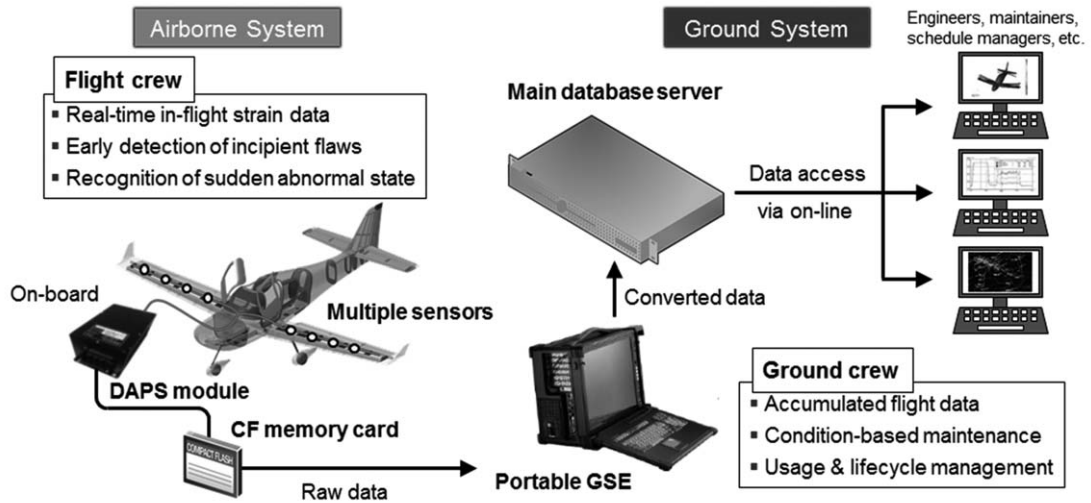 Airborne System
Flight crew
▪ Real-time in-flight strain data
▪ Early detection of incipient flaws
▪ Recognition of sudden abnormal state
On-board
Multiple sensors
DAPS module
CF memory card
COMPACT FLASH
Raw data
Ground System
Engineers, maintainers,
schedule managers, etc.
Main database server
Data access
via on-line
Converted data
Portable GSE
Ground crew
▪ Accumulated flight data
▪ Condition-based maintenance
▪ Usage & lifecycle management